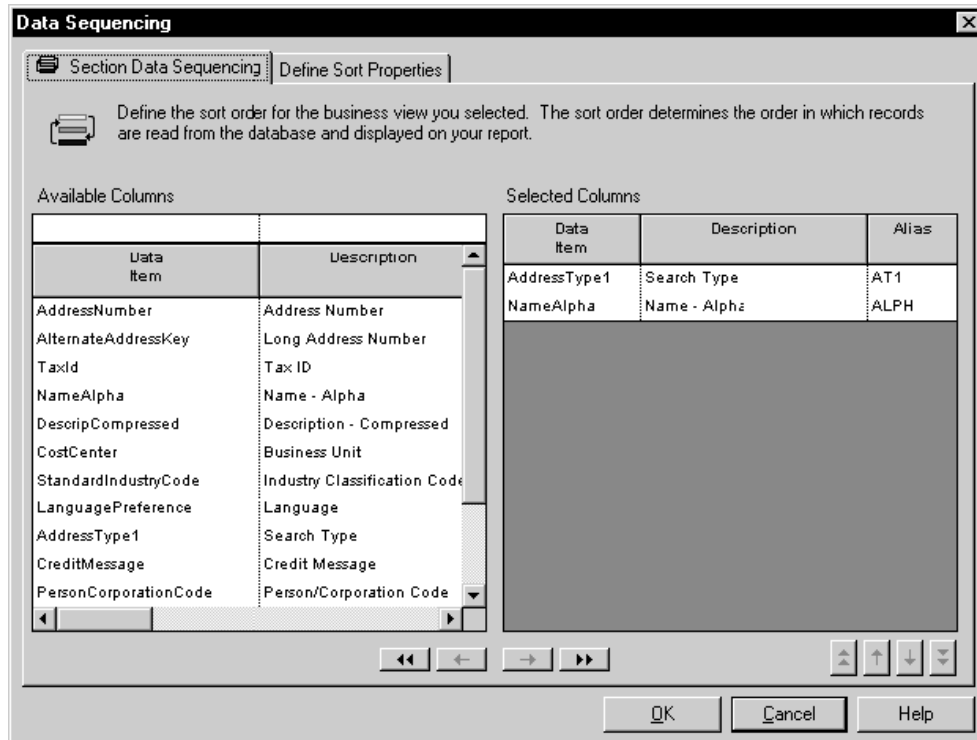 Data Sequencing
Section Data Sequencing
Define Sort Properties
Define the sort order for the business view you selected. The sort order determines the order in which records
are read from the database and displayed on your report.
Available Columns
Data
Item
Description
AddressNumber Address Number
AlternateAddressKey Long Address Number
TaxId Tax ID
NameAlpha Name - Alpha
DescripCompressed Description - Compressed
CostCenter Business Unit
StandardIndustryCode Industry Classification Code
LanguagePreference Language
AddressType1 Search Type
CreditMessage Credit Message
PersonCorporationCode Person/Corporation Code
Selected Columns
Data
Item
Description
Alias
AddressType1 Search Type AT1
NameAlpha Name - Alpha ALPH
OK
Cancel
Help